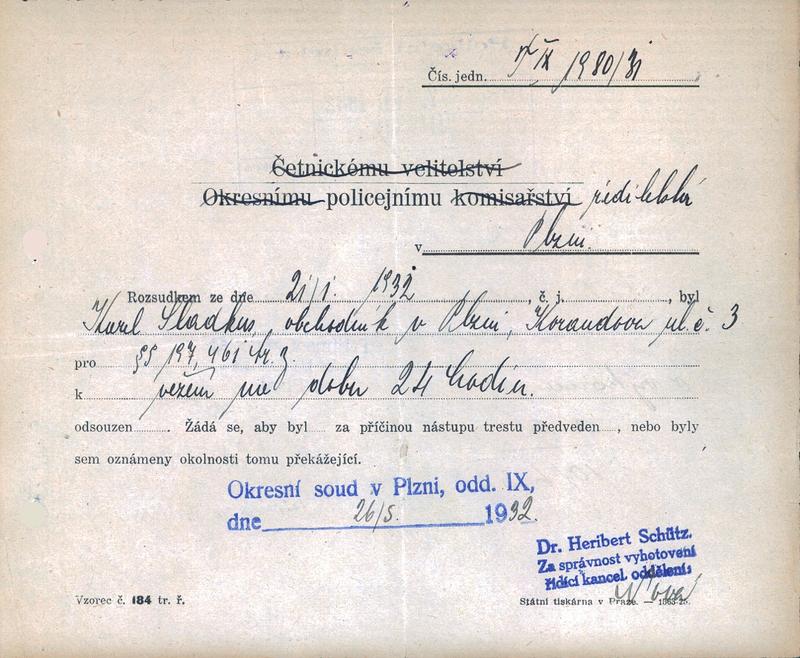 Čís. jedn. T IX 1980/31
Četnickému velitelství
Okresnímu policejnímu komisařství ředitelství
v Plzni.
Rozsudkem ze dne 21/1. 1932, č. j. , byl
Karel Sladkus, obchodník v Plzni, Korandova ul. č. 3
pro §§ 197, 461 tr. z.
k vězení na dobu 24 hodin.
odsouzen . Žádá se, aby byl za příčinou nástupu trestu předveden , nebo byly
sem oznámeny okolnosti tomu překážející.
Okresní soud v Plzni, odd. IX,
dne 26/5. 1932.
Dr. Heribert Schütz.
Za správnost vyhotovení
řídící kancel. oddělení:
Vzorec č. 184 tr. ř.
Státní tiskárna v Praze. —